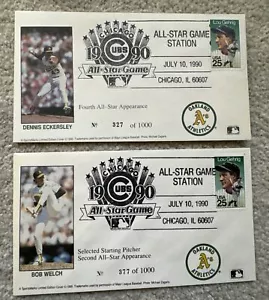 CHICAGO
1990
CUBS
All-Star Game
ALL-STAR GAME
STATION
JULY 10, 1990
CHICAGO, IL 60607
Lou Gehrig
USA
25
DENNIS ECKERSLEY
Fourth All-Star Appearance
No 327 of 1000
OAKLAND
ATHLETICS
CHICAGO
1990
CUBS
All-Star Game
ALL-STAR GAME
STATION
JULY 10, 1990
CHICAGO, IL 60607
Lou Gehrig
USA
25
BOB WELCH
Selected Starting Pitcher
Second All-Star Appearance
No 377 of 1000
OAKLAND
ATHLETICS